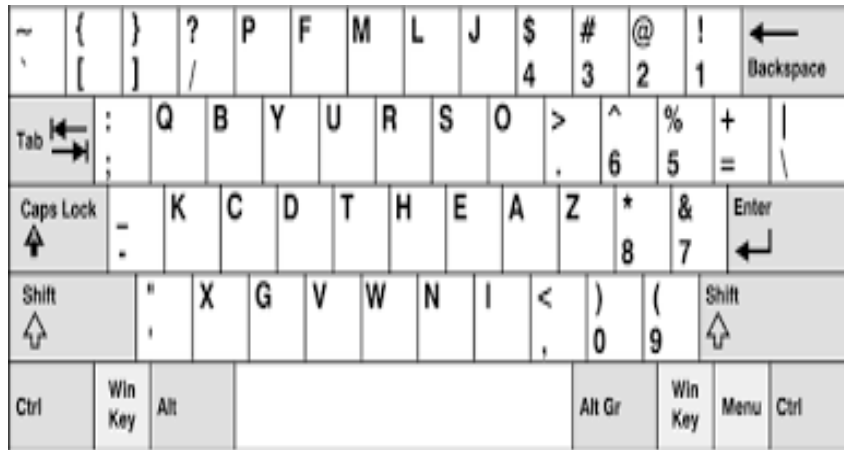 ~ { } ? P F M L J $ # @ !
` [ ] / 4 3 2 1 Backspace
Tab : Q B Y U R S O > ^ % + |
; . 6 5 = \
Caps Lock _ K C D T H E A Z * & Enter
- 8 7
Shift " X G V W N I < ) ( Shift
' , 0 9
Ctrl Win Key Alt Alt Gr Win Key Menu Ctrl